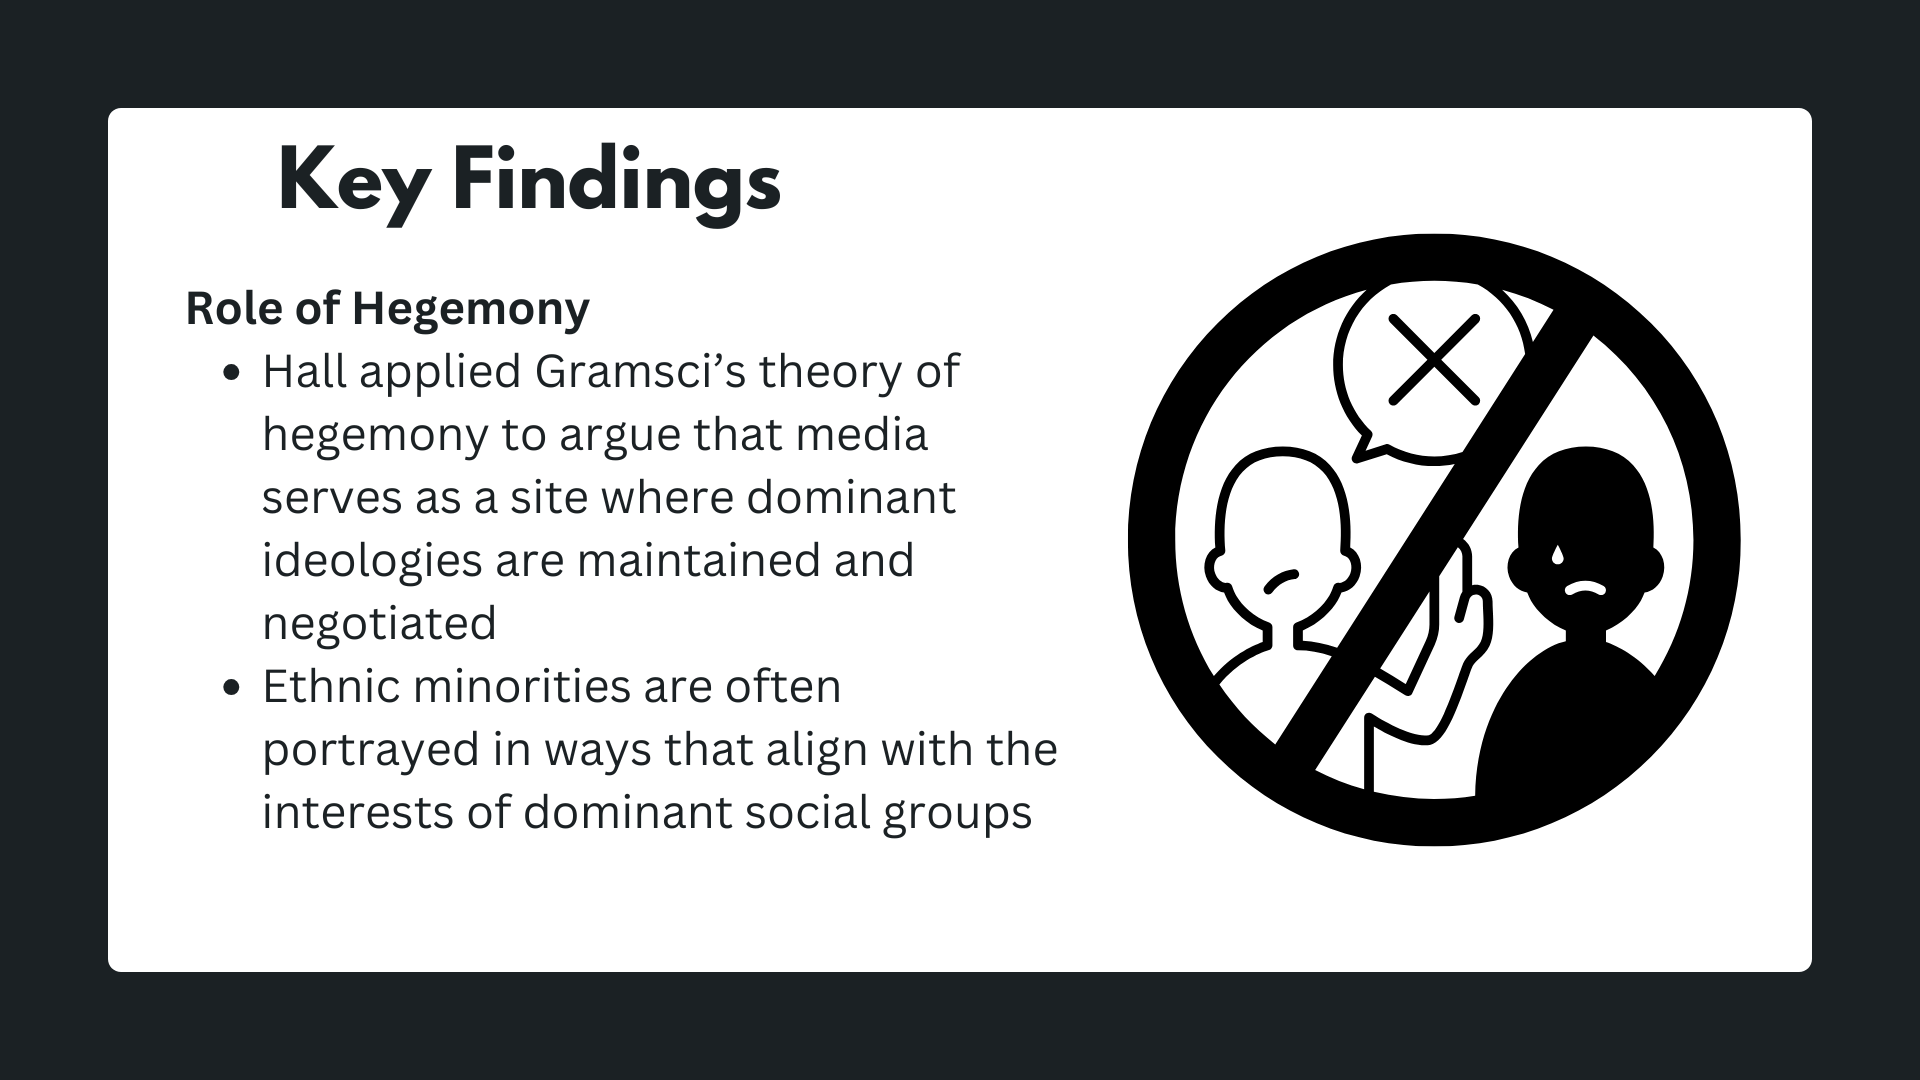 Key Findings
Role of Hegemony
• Hall applied Gramsci’s theory of
hegemony to argue that media
serves as a site where dominant
ideologies are maintained and
negotiated
• Ethnic minorities are often
portrayed in ways that align with the
interests of dominant social groups